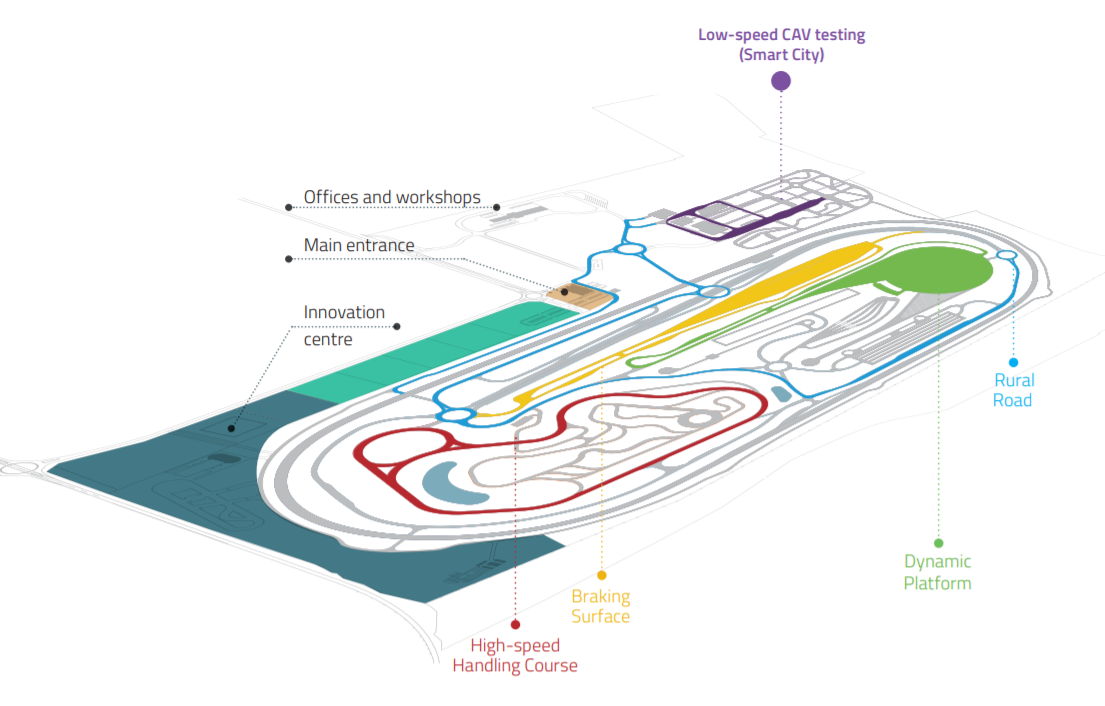 Low-speed CAV testing
(Smart City)
Offices and workshops
Main entrance
Innovation
centre
Rural
Road
Dynamic
Platform
Braking
Surface
High-speed
Handling Course